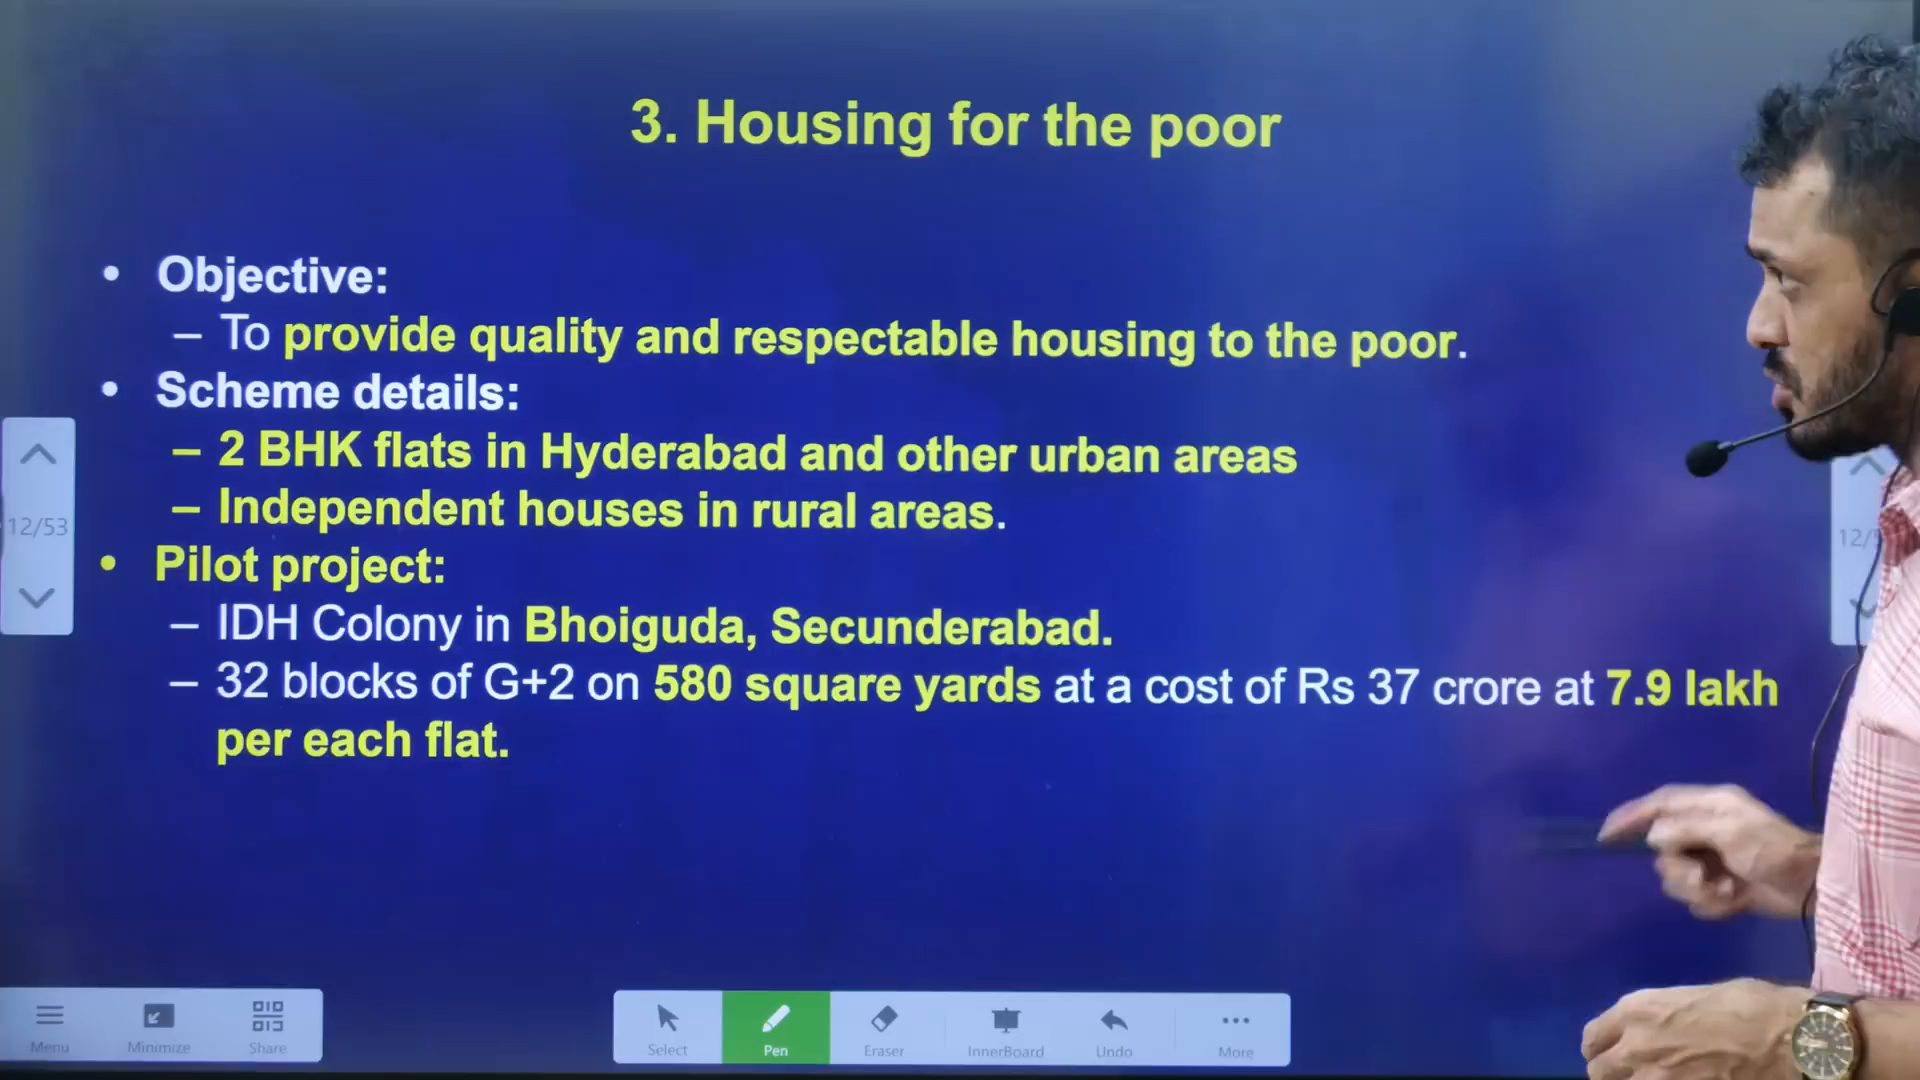 3. Housing for the poor
• Objective:
– To provide quality and respectable housing to the poor.
• Scheme details:
– 2 BHK flats in Hyderabad and other urban areas
– Independent houses in rural areas.
• Pilot project:
– IDH Colony in Bhoiguda, Secunderabad.
– 32 blocks of G+2 on 580 square yards at a cost of Rs 37 crore at 7.9 lakh
per each flat.
12/53
12/5
Menu
Minimize
Share
Select
Pen
Eraser
InnerBoard
Undo
More